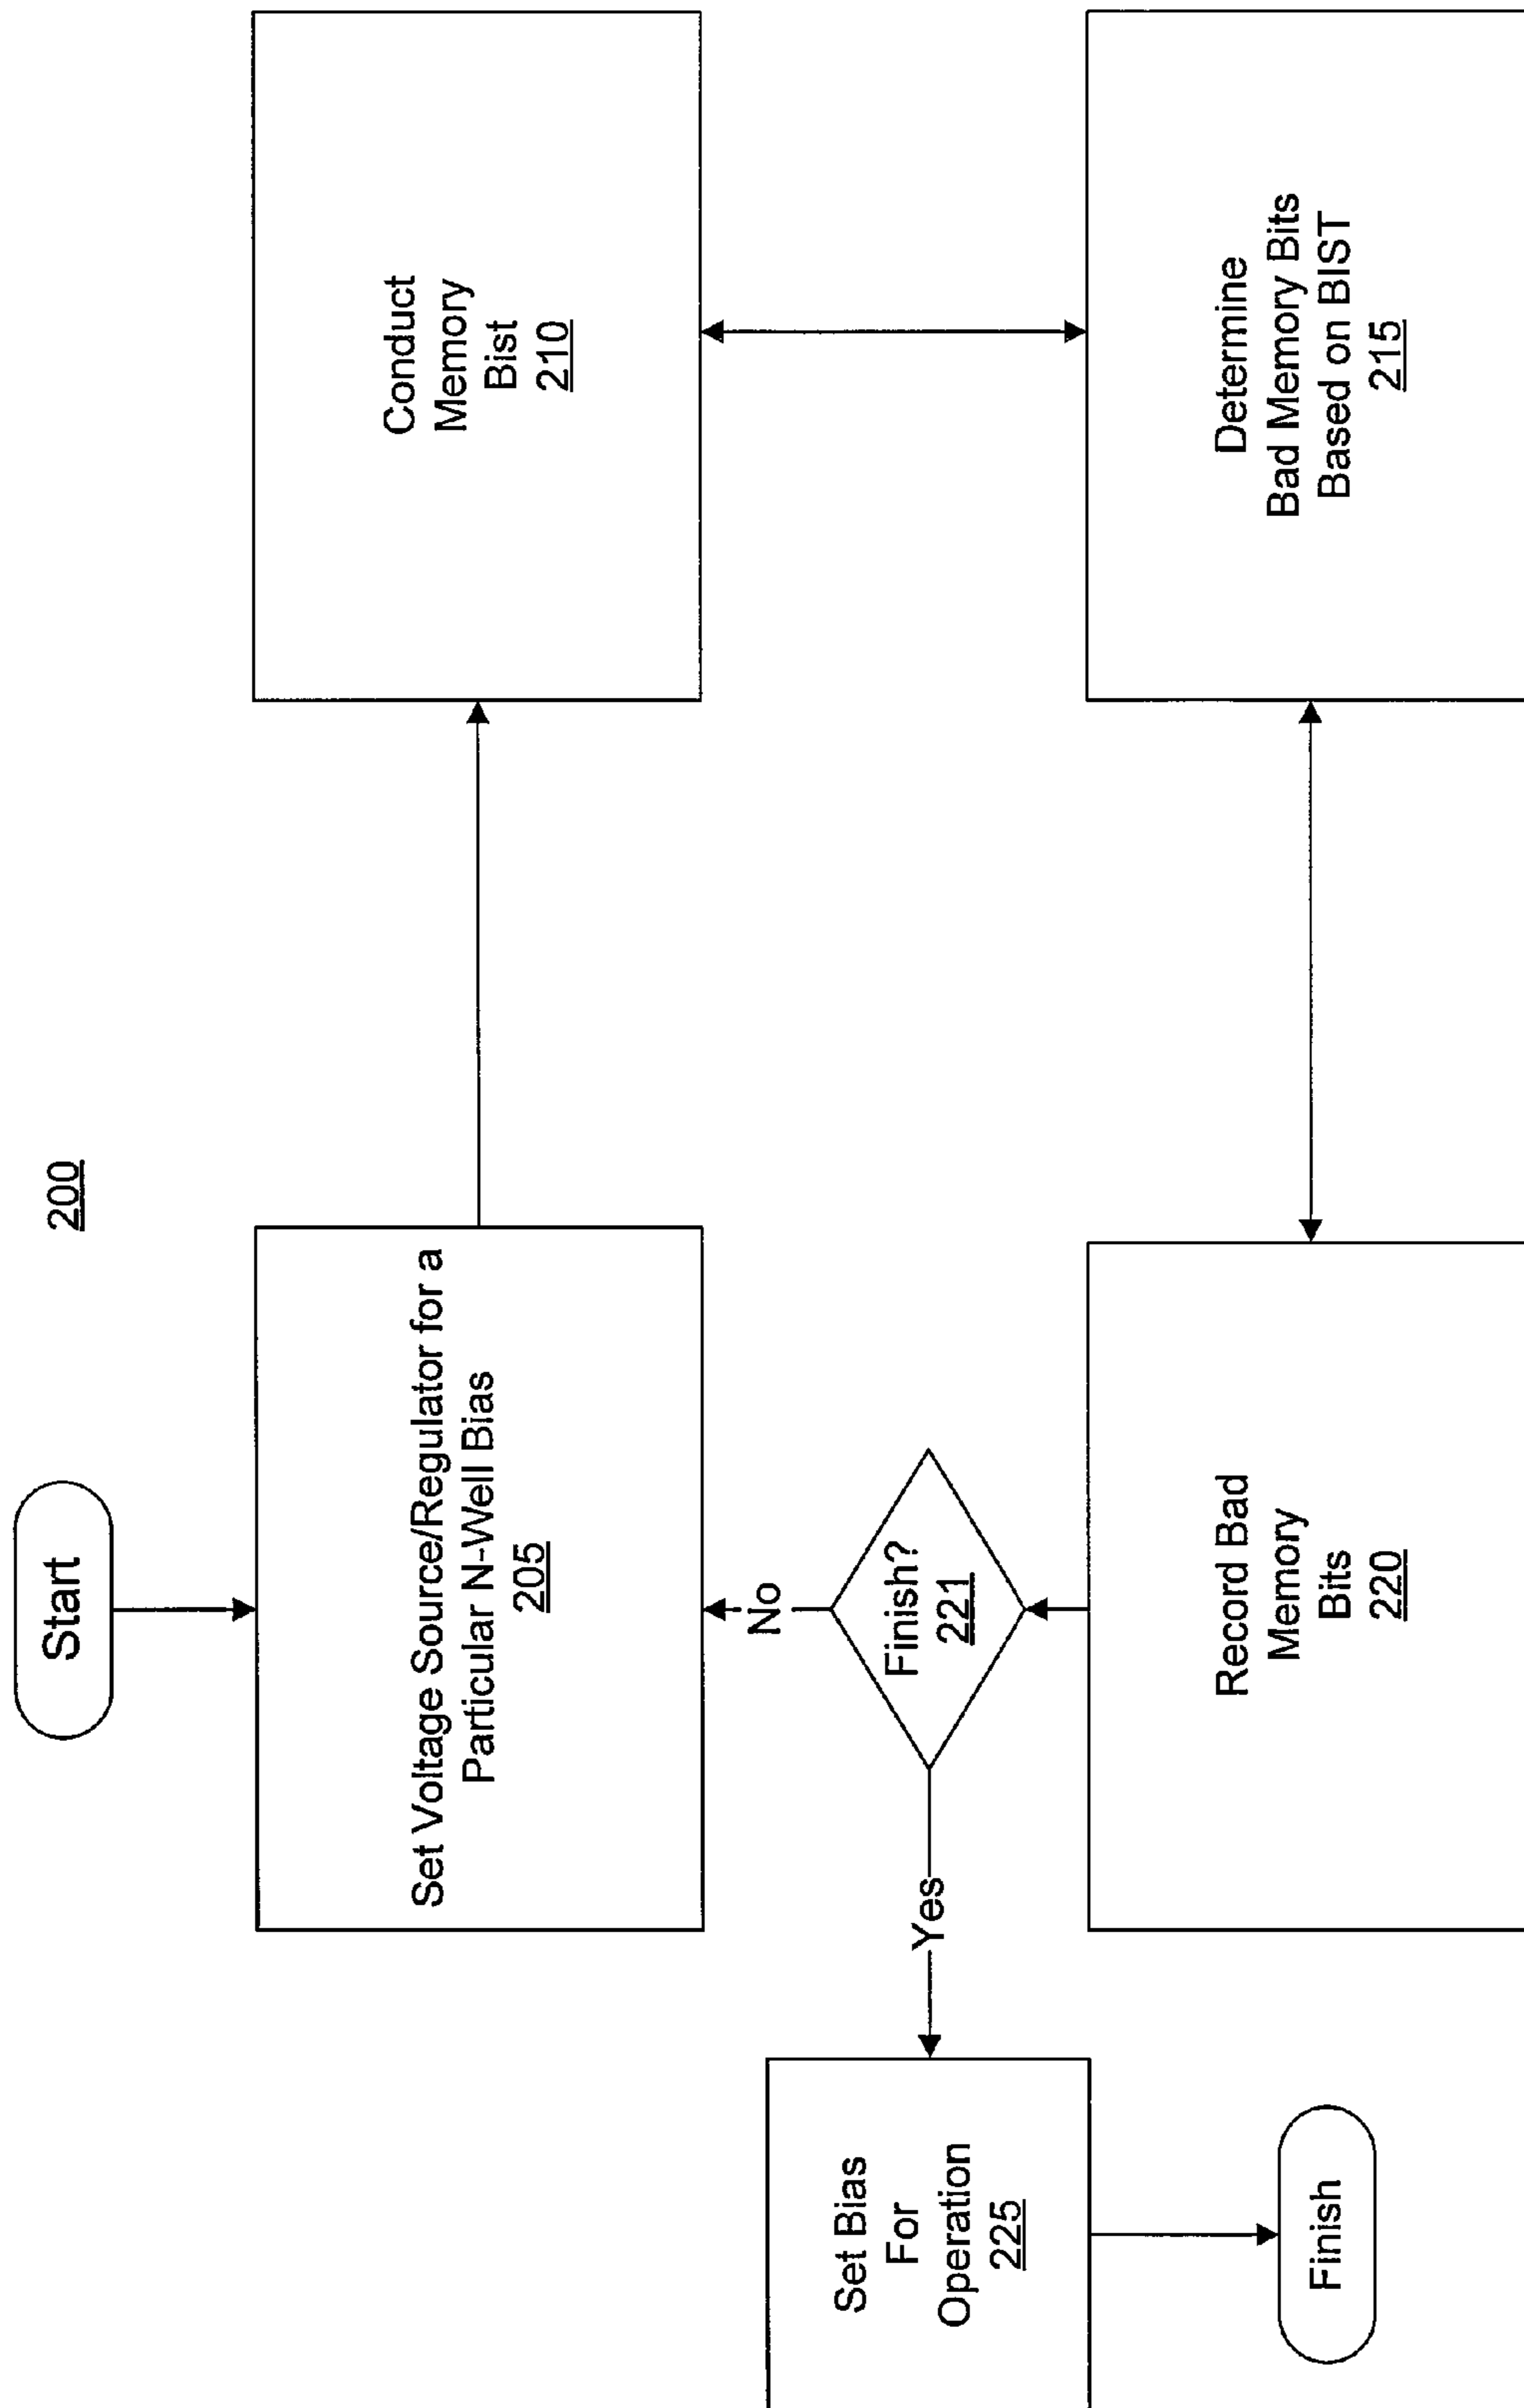 200
Start
Set Voltage Source/Regulator for a
Particular N-Well Bias
205
Conduct
Memory
Bist
210
Determine
Bad Memory Bits
Based on BIST
215
Record Bad
Memory
Bits
220
Finish?
221
No
Yes
Set Bias
For
Operation
225
Finish